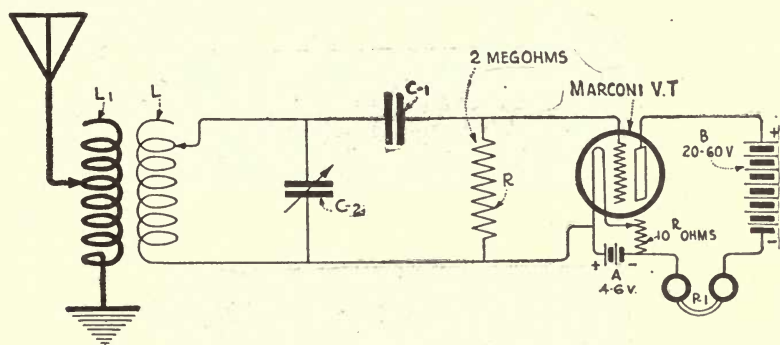 2 MEGOHMS
MARCONI V.T
L1
L
C-1
B
20-60 V
+
R
C-2
R
OHMS
10
+
-
-
A
4-6 V.
R1